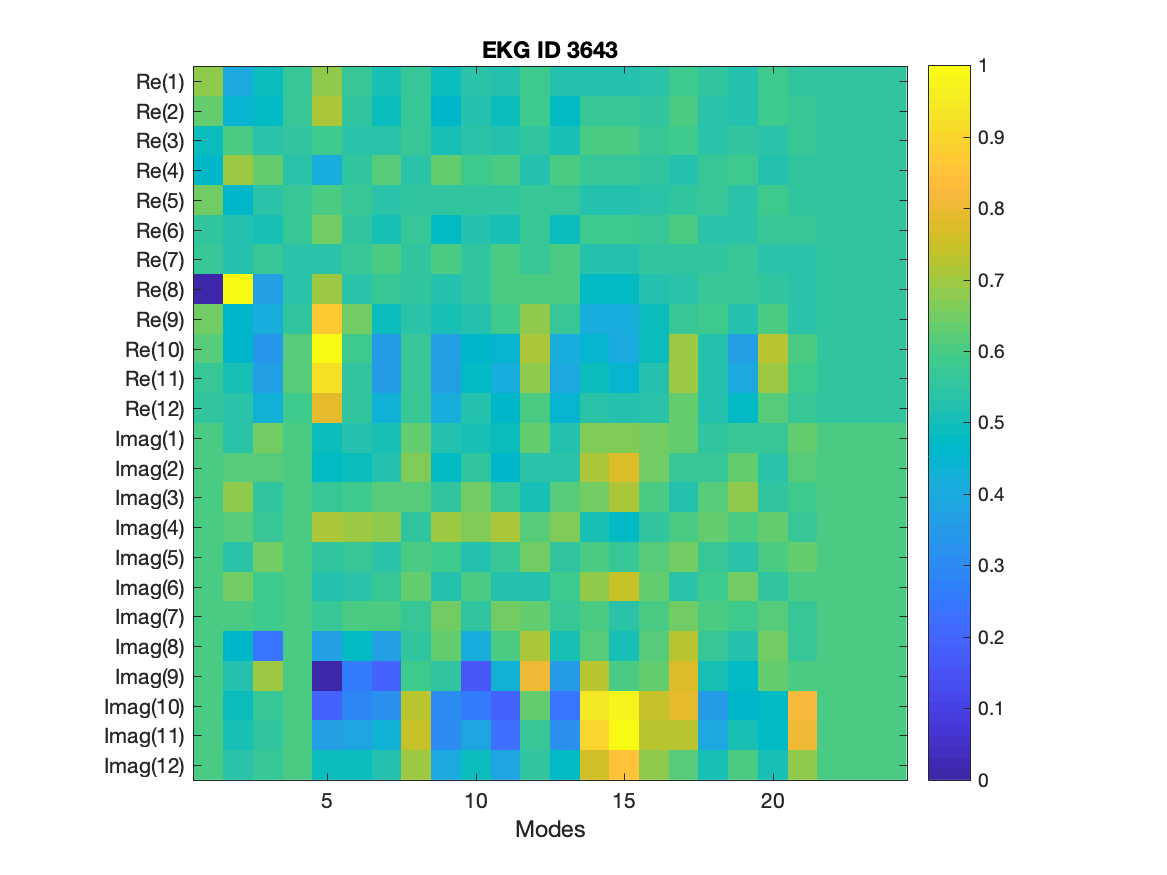 EKG ID 3643
Re(1)
Re(2)
Re(3)
Re(4)
Re(5)
Re(6)
Re(7)
Re(8)
Re(9)
Re(10)
Re(11)
Re(12)
Imag(1)
Imag(2)
Imag(3)
Imag(4)
Imag(5)
Imag(6)
Imag(7)
Imag(8)
Imag(9)
Imag(10)
Imag(11)
Imag(12)
5 10 15 20
Modes
1
0.9
0.8
0.7
0.6
0.5
0.4
0.3
0.2
0.1
0